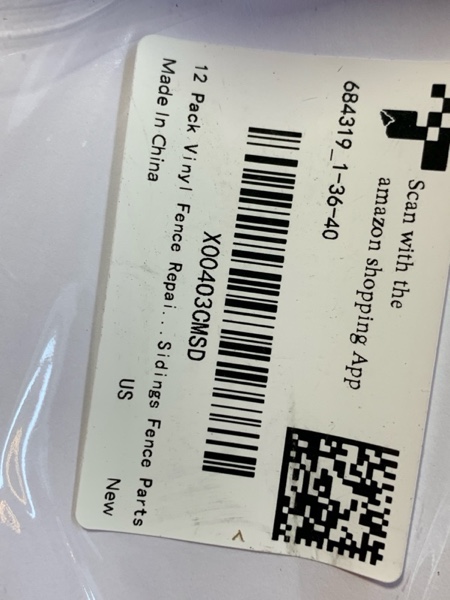 Scan with the
amazon shopping App
684319_1-36-40
X00403CMSD
12 Pack Vinyl Fence Repai...Sidings Fence Parts
Made In China
US
New